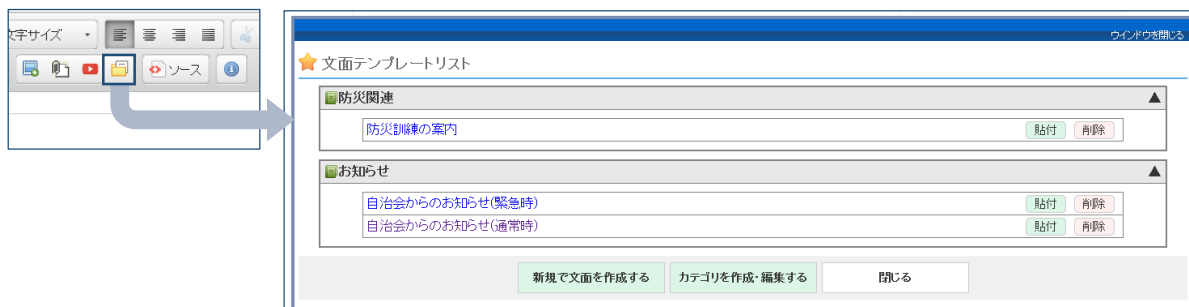 文字サイズ
ソース
ウインドウを閉じる
文面テンプレートリスト
防災関連
防災訓練の案内 貼付 削除
お知らせ
自治会からのお知らせ(緊急時) 貼付 削除
自治会からのお知らせ(通常時) 貼付 削除
新規で文面を作成する カテゴリを作成・編集する 閉じる